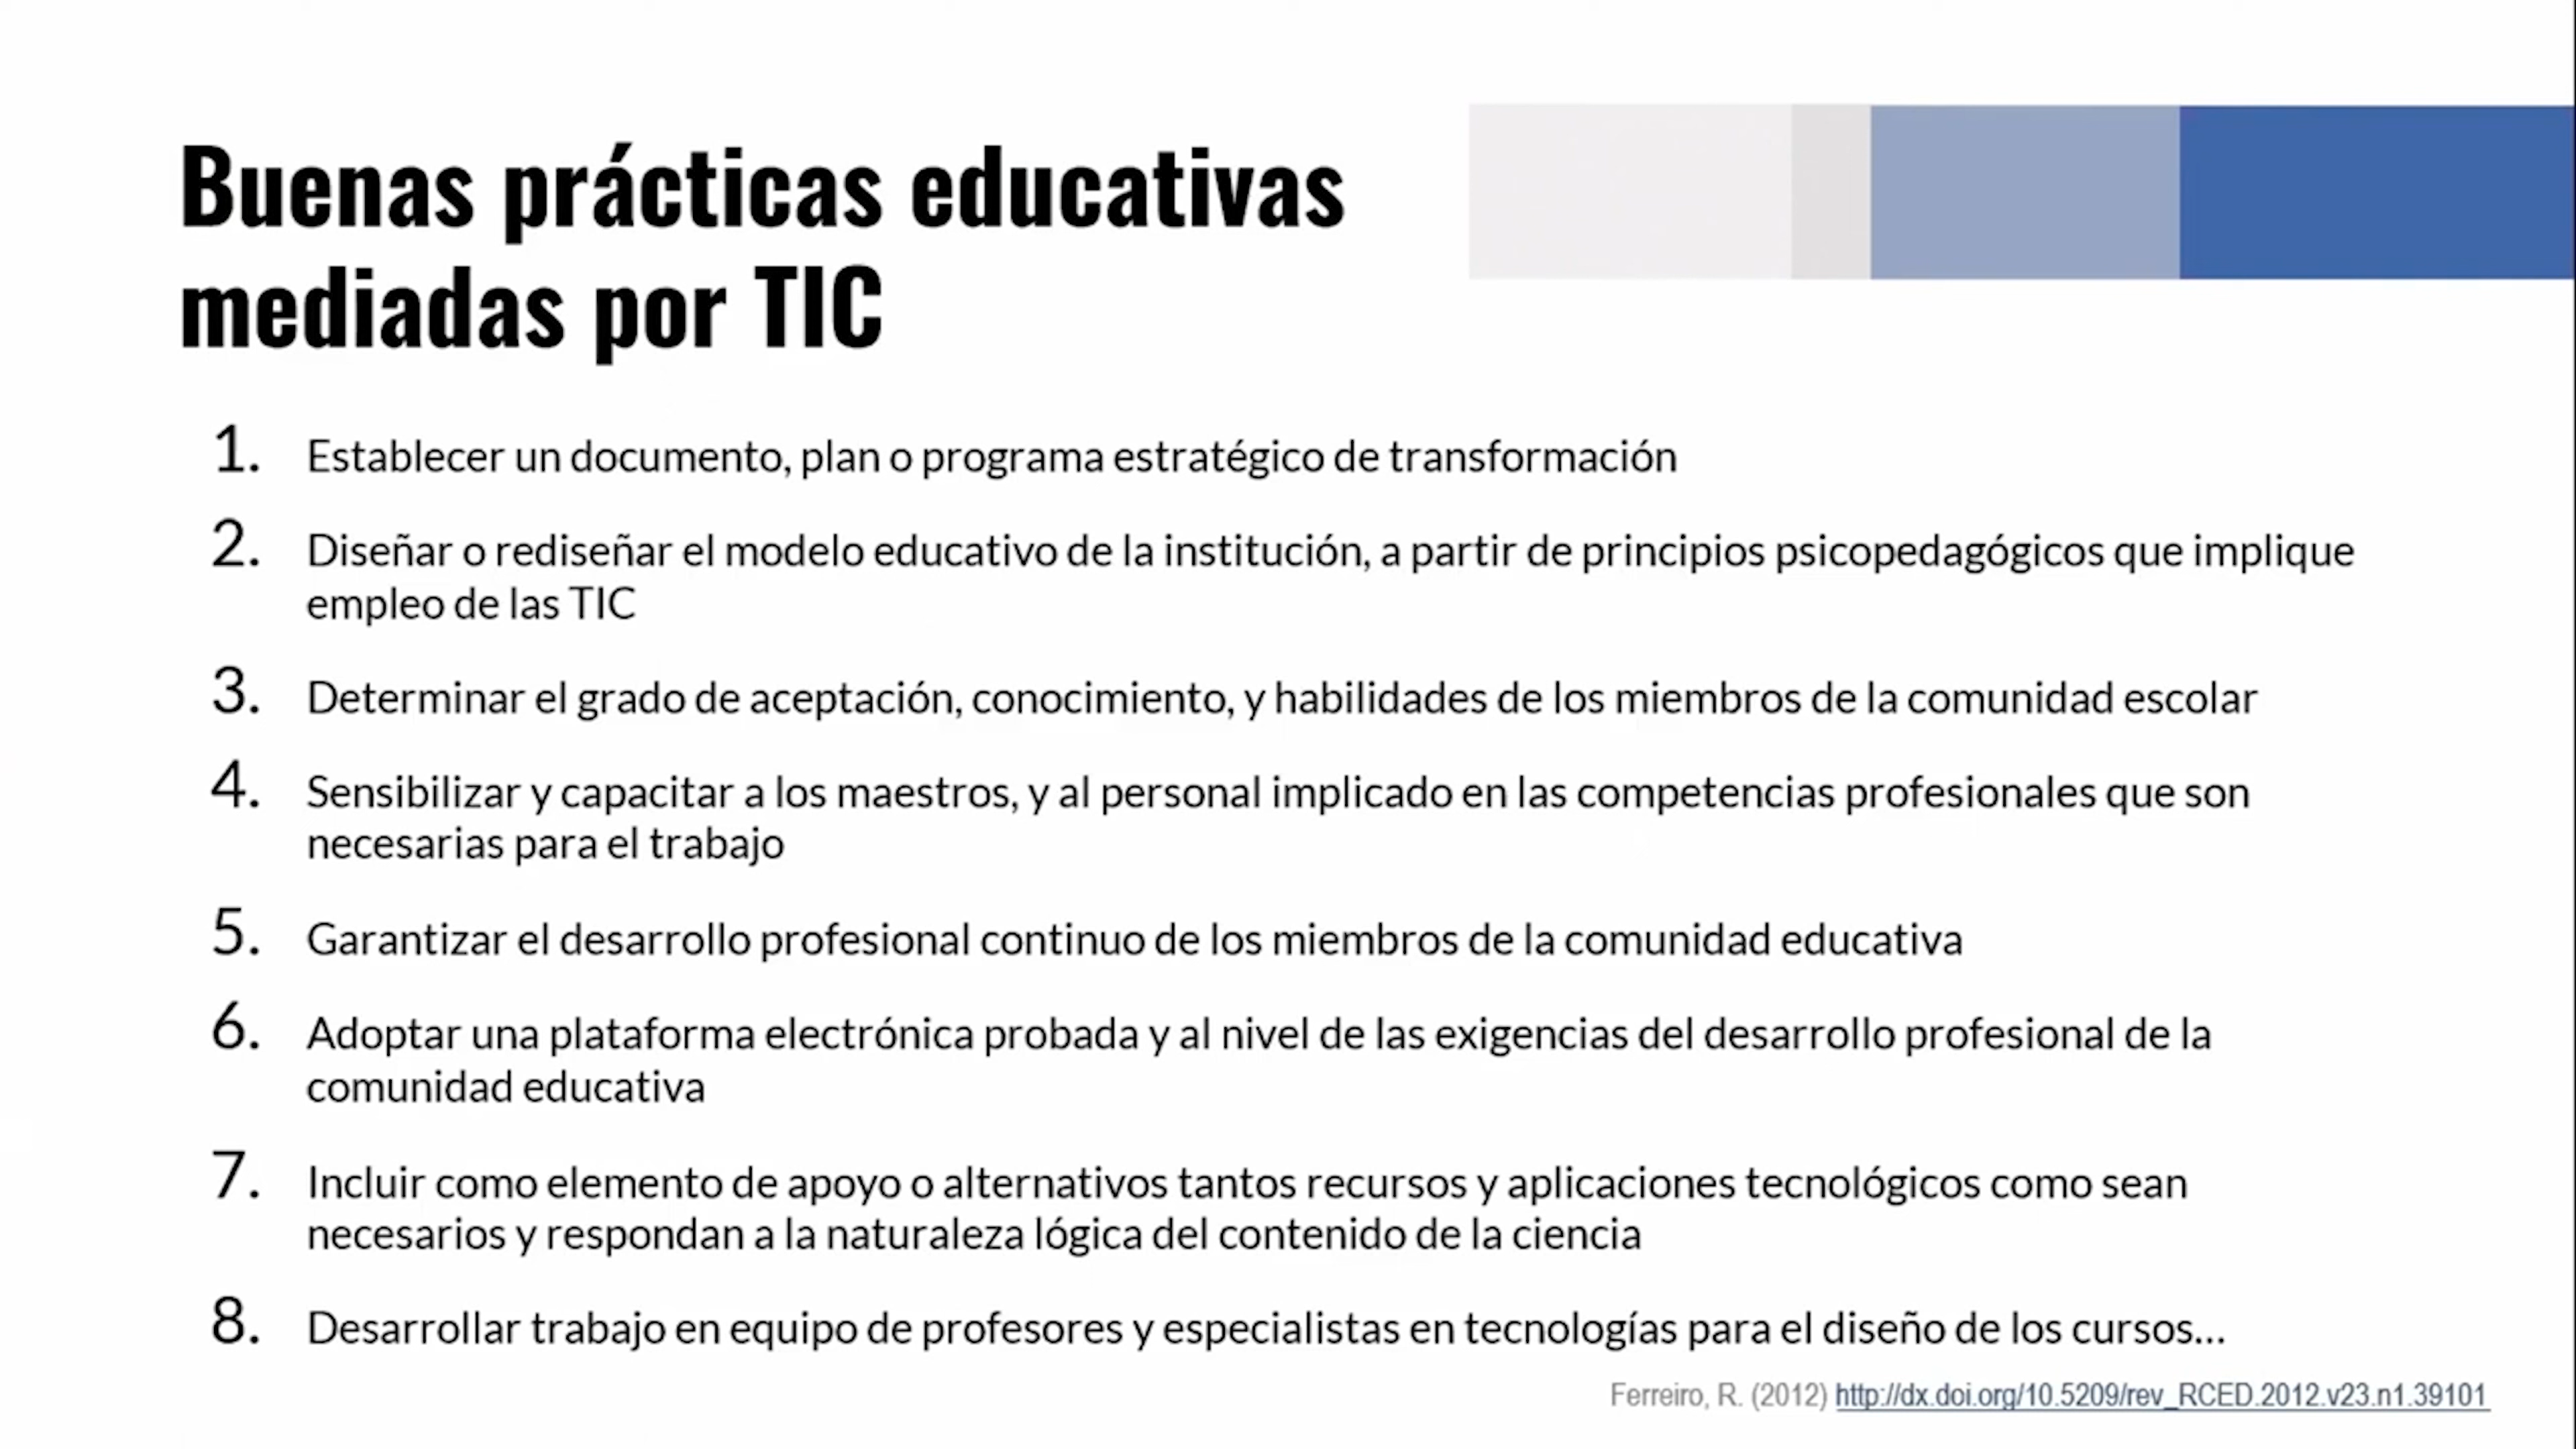 Buenas prácticas educativas
mediadas por TIC
1. Establecer un documento, plan o programa estratégico de transformación
2. Diseñar o rediseñar el modelo educativo de la institución, a partir de principios psicopedagógicos que implique
empleo de las TIC
3. Determinar el grado de aceptación, conocimiento, y habilidades de los miembros de la comunidad escolar
4. Sensibilizar y capacitar a los maestros, y al personal implicado en las competencias profesionales que son
necesarias para el trabajo
5. Garantizar el desarrollo profesional continuo de los miembros de la comunidad educativa
6. Adoptar una plataforma electrónica probada y al nivel de las exigencias del desarrollo profesional de la
comunidad educativa
7. Incluir como elemento de apoyo o alternativos tantos recursos y aplicaciones tecnológicos como sean
necesarios y respondan a la naturaleza lógica del contenido de la ciencia
8. Desarrollar trabajo en equipo de profesores y especialistas en tecnologías para el diseño de los cursos...
Ferreiro, R. (2012) http://dx.doi.org/10.5209/rev_RCED.2012.v23.n1.39101